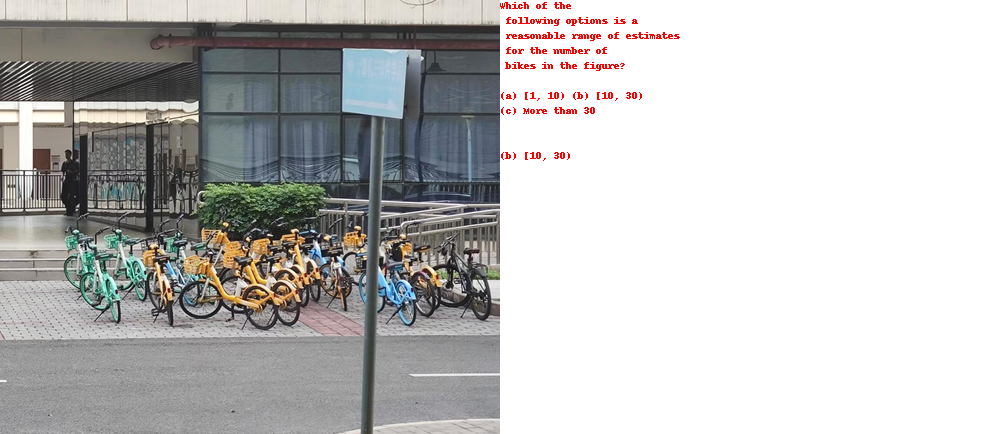 Which of the
following options is a
reasonable range of estimates
for the number of
bikes in the figure?
(a) [1, 10) (b) [10, 30)
(c) More than 30
(b) [10, 30)